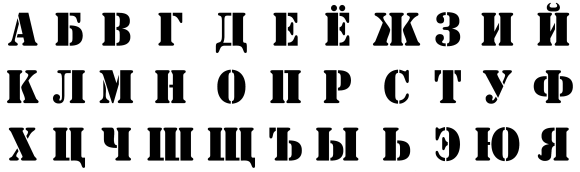 А Б В Г Д Е Ё Ж З И Й
К Л М Н О П Р С Т У Ф
Х Ц Ч Ш Щ Ъ Ы Ь Э Ю Я